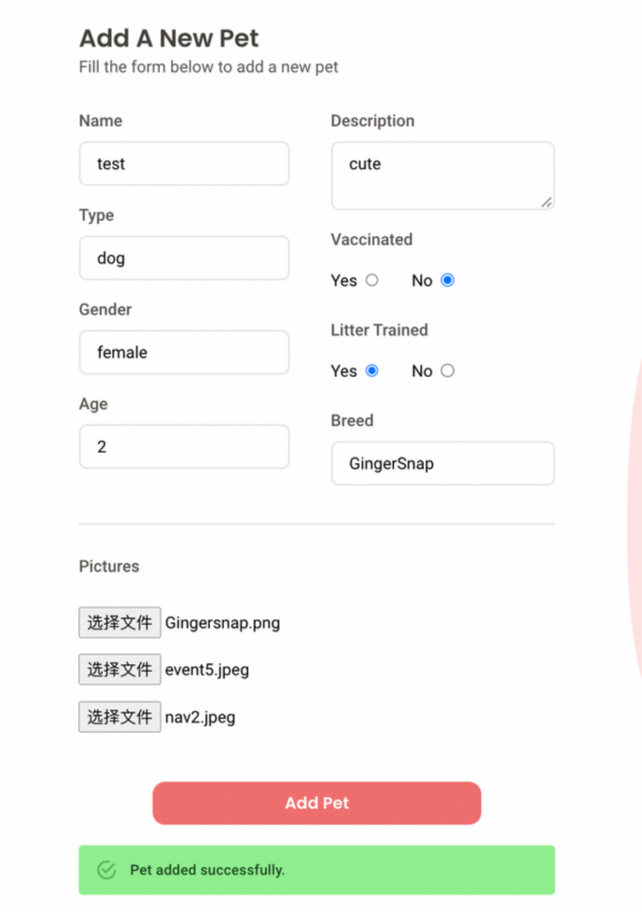 Add A New Pet
Fill the form below to add a new pet
Name
test
Type
dog
Gender
female
Age
2
Description
cute
Vaccinated
Yes No
Litter Trained
Yes No
Breed
GingerSnap
Pictures
选择文件 Gingersnap.png
选择文件 event5.jpeg
选择文件 nav2.jpeg
Add Pet
Pet added successfully.